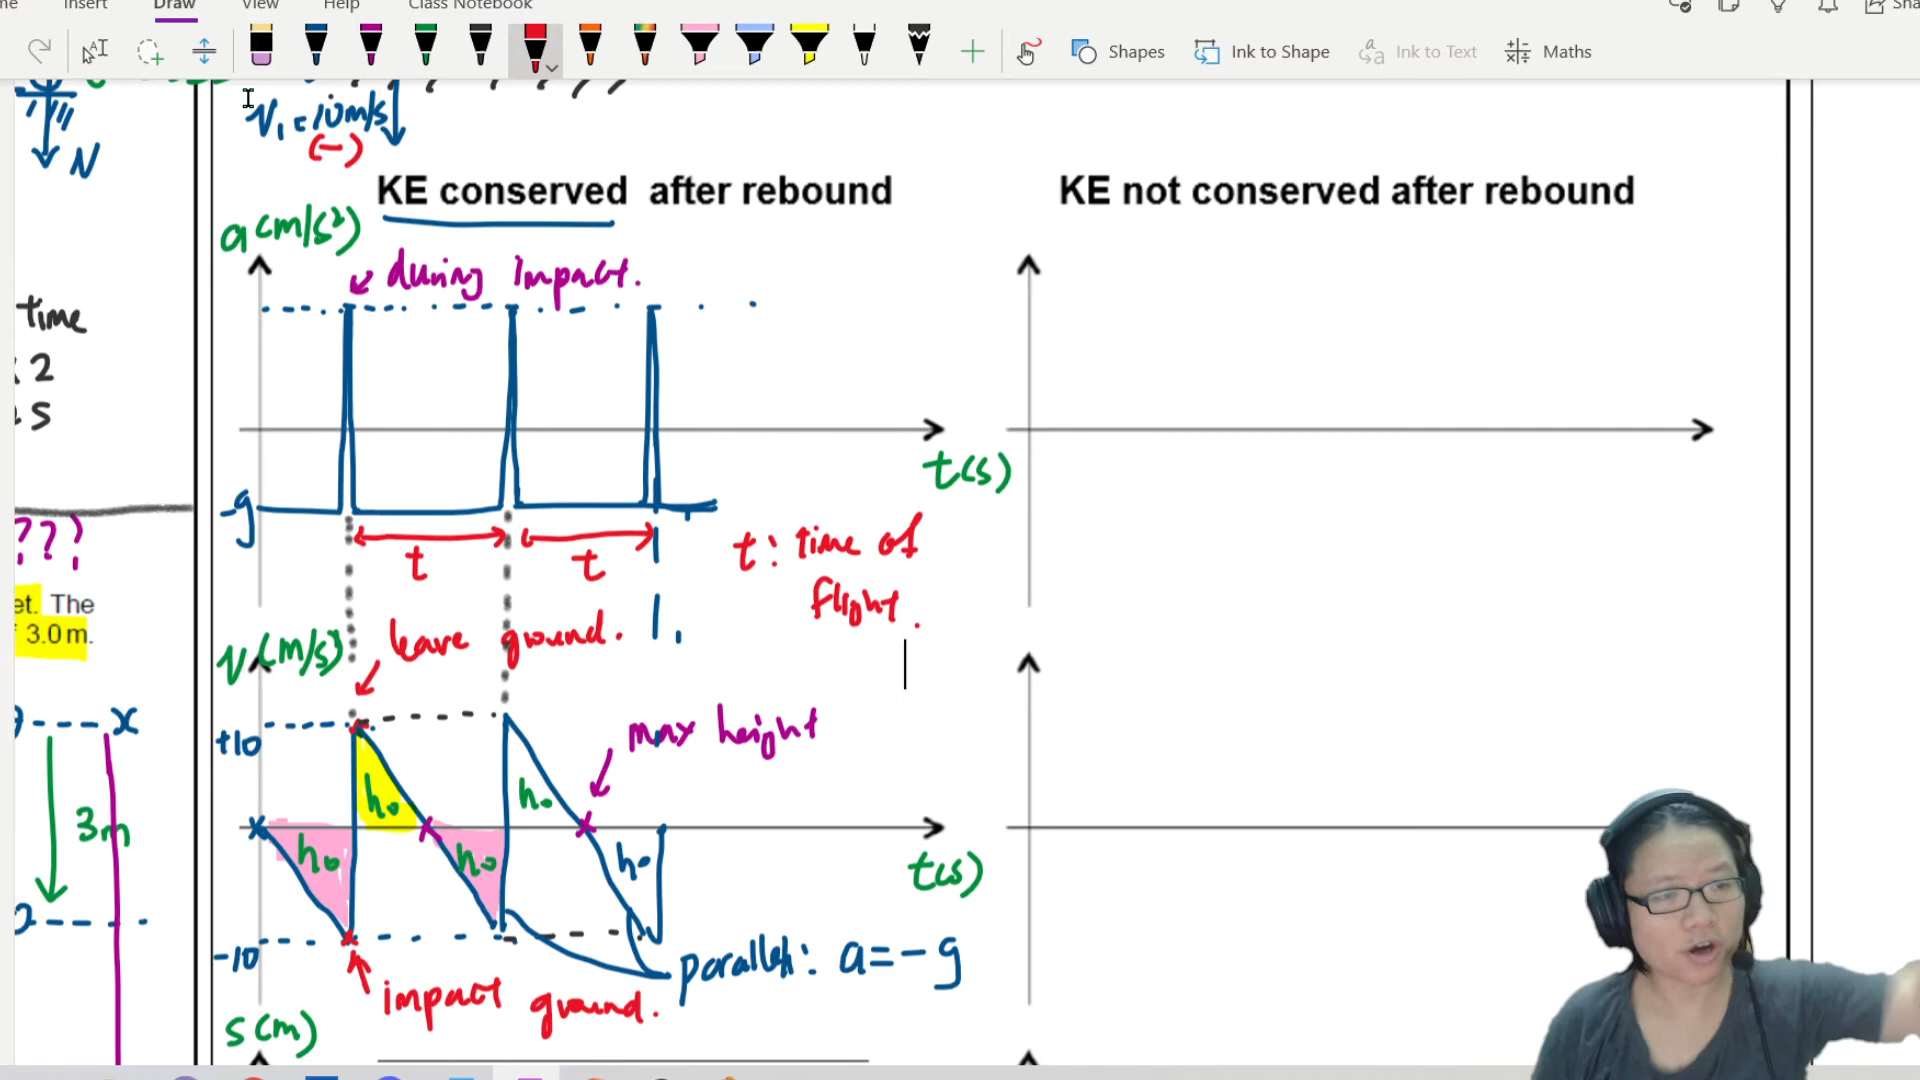 Insert Draw View Help Class Notebook
Shapes Ink to Shape Ink to Text Maths
V₁ = 10m/s
(-)
N
KE conserved after rebound
KE not conserved after rebound
a (m/s²)
during impact.
time
2
s
t(s)
-g
???
t t
t: time of
flight.
et. The
3.0 m.
leave ground.
v (m/s)
+10
max height
x
h₀ h₀
3m
h₀ h₀ h₀
t(s)
-10
parallel: a = -g
impact ground.
s (m)